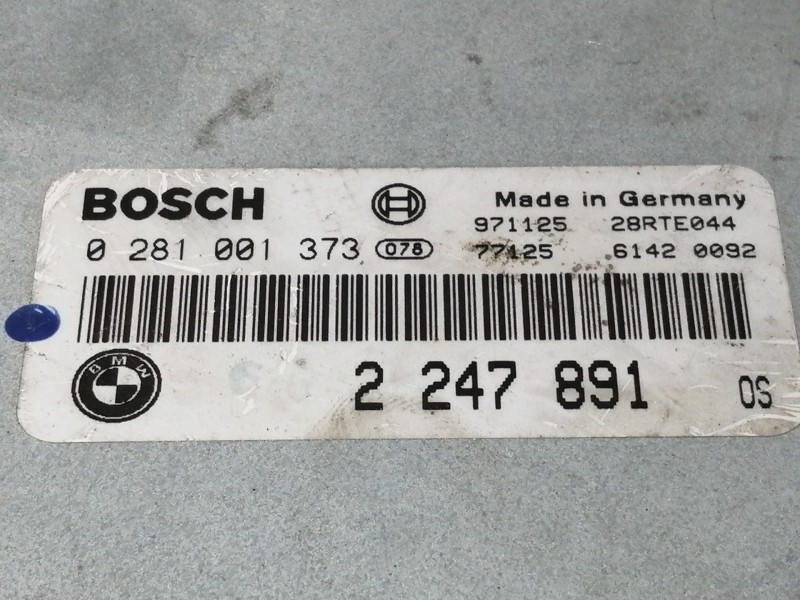 BOSCH Made in Germany
971125 28RTE044
0 281 001 373 078 77125 6142 0092
BMW 2 247 891 OS